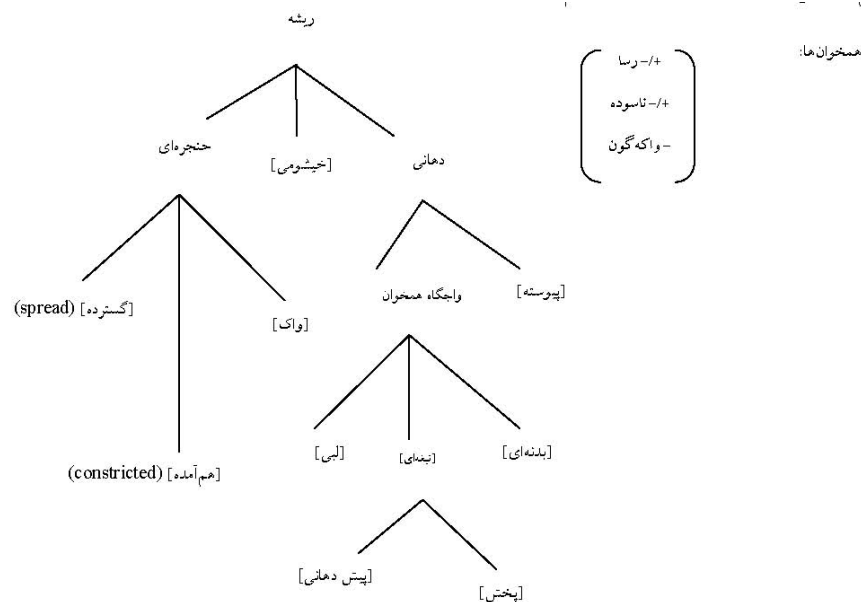 همخوان‌ها:
ریشه
+/− رسا
+/− ناسوده
− واکه‌گون
حنجره‌ای
[خیشومی]
دهانی
[گسترده] (spread)
[واک]
واجگاه همخوان
[پیوسته]
[هم‌آمده] (constricted)
[لبی]
[تیغه‌ای]
[بدنه‌ای]
[پیش دهانی]
[پخش]